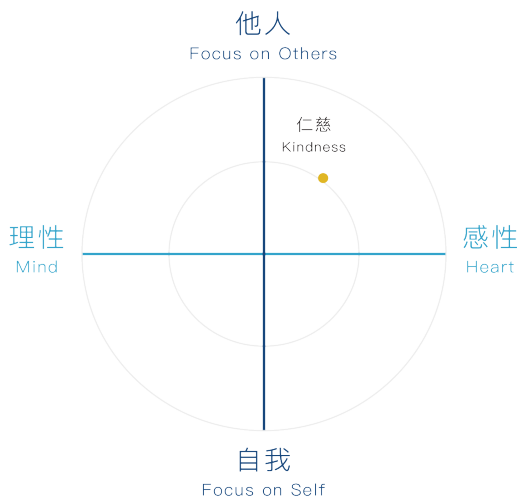 他人
Focus on Others
仁慈
Kindness
理性
Mind
感性
Heart
自我
Focus on Self